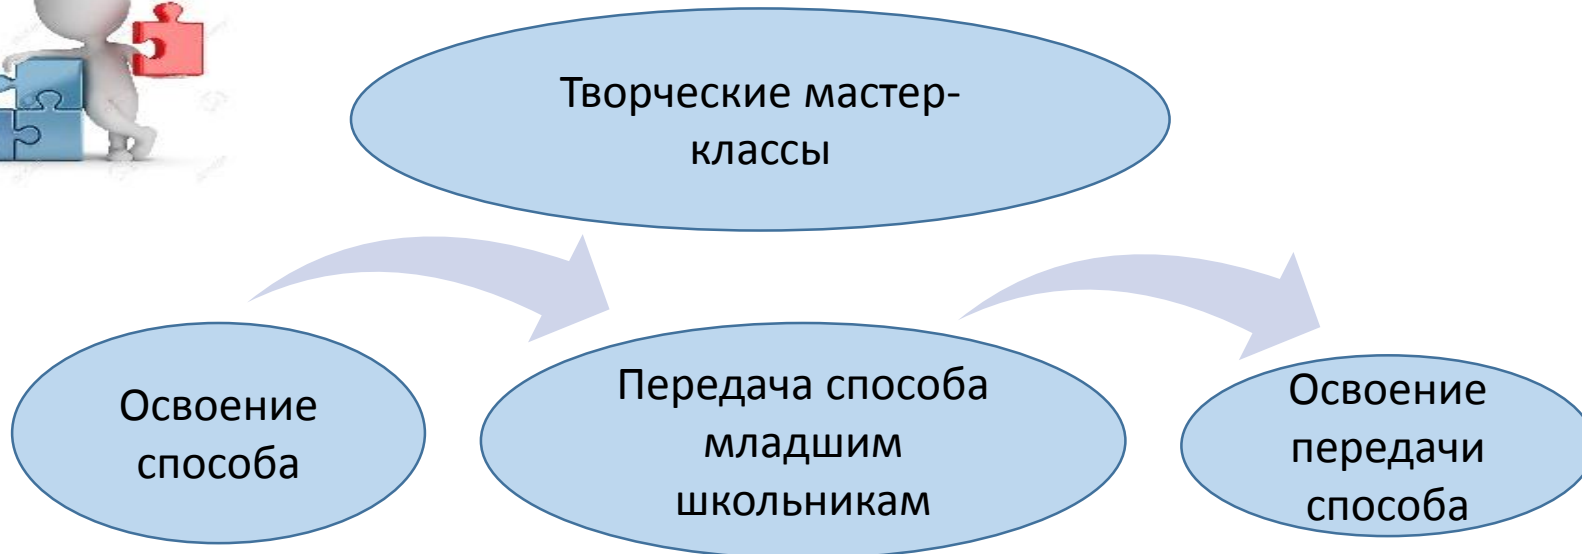 Творческие мастер-
классы
Освоение
способа
Передача способа
младшим
школьникам
Освоение
передачи
способа